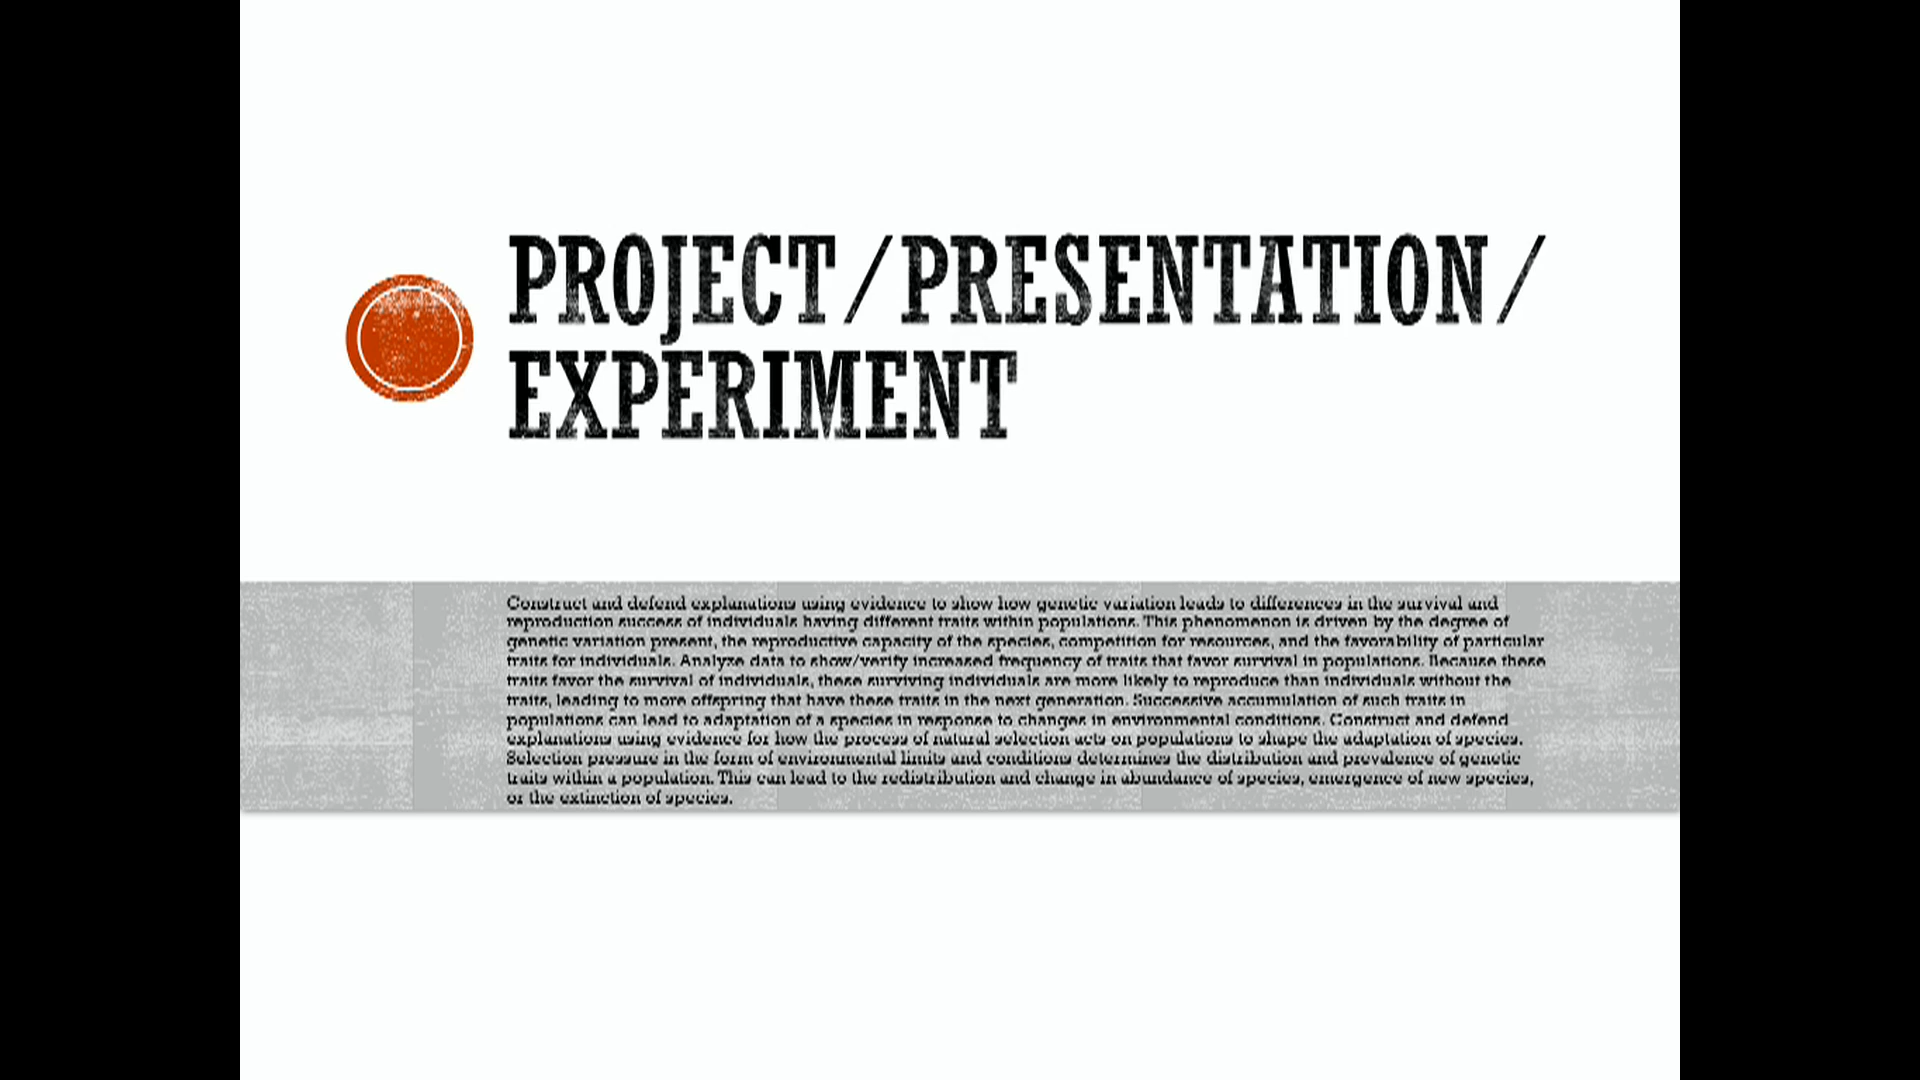 PROJECT/PRESENTATION/
EXPERIMENT
Construct and defend explanations using evidence to show how genetic variation leads to differences in the survival and
reproduction success of individuals having different traits within populations. This phenomenon is driven by the degree of
genetic variation present, the reproductive capacity of the species, competition for resources, and the favorability of particular
traits for individuals. Analyze data to show/verify increased frequency of traits that favor survival in populations. Because these
traits favor the survival of individuals, these surviving individuals are more likely to reproduce than individuals without the
traits, leading to more offspring that have these traits in the next generation. Successive accumulation of such traits in
populations can lead to adaptation of a species in response to changes in environmental conditions. Construct and defend
explanations using evidence for how the process of natural selection acts on populations to shape the adaptation of species.
Selection pressure in the form of environmental limits and conditions determines the distribution and prevalence of genetic
traits within a population. This can lead to the redistribution and change in abundance of species, emergence of new species,
or the extinction of species.